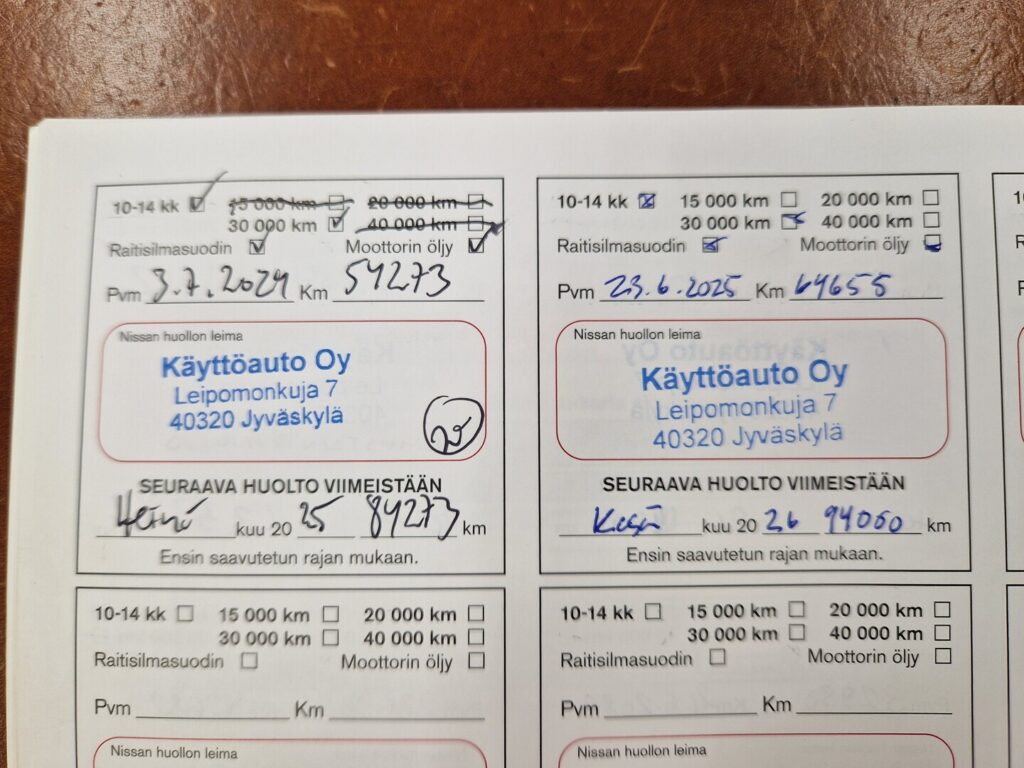 10-14 kk 15 000 km 20 000 km
30 000 km 40 000 km
Raitisilmasuodin Moottorin öljy
Pvm 3.7.2024 Km 54273
Nissan huollon leima
Käyttöauto Oy
Leipomonkuja 7
40320 Jyväskylä
SEURAAVA HUOLTO VIIMEISTÄÄN
Heinä kuu 20 25 84273 km
Ensin saavutetun rajan mukaan.
10-14 kk 15 000 km 20 000 km
30 000 km 40 000 km
Raitisilmasuodin Moottorin öljy
Pvm 23.6.2025 Km 64655
Nissan huollon leima
Käyttöauto Oy
Leipomonkuja 7
40320 Jyväskylä
SEURAAVA HUOLTO VIIMEISTÄÄN
Kesä kuu 20 26 94000 km
Ensin saavutetun rajan mukaan.
10-14 kk 15 000 km 20 000 km
30 000 km 40 000 km
Raitisilmasuodin Moottorin öljy
Pvm Km
Nissan huollon leima
10-14 kk 15 000 km 20 000 km
30 000 km 40 000 km
Raitisilmasuodin Moottorin öljy
Pvm Km
Nissan huollon leima